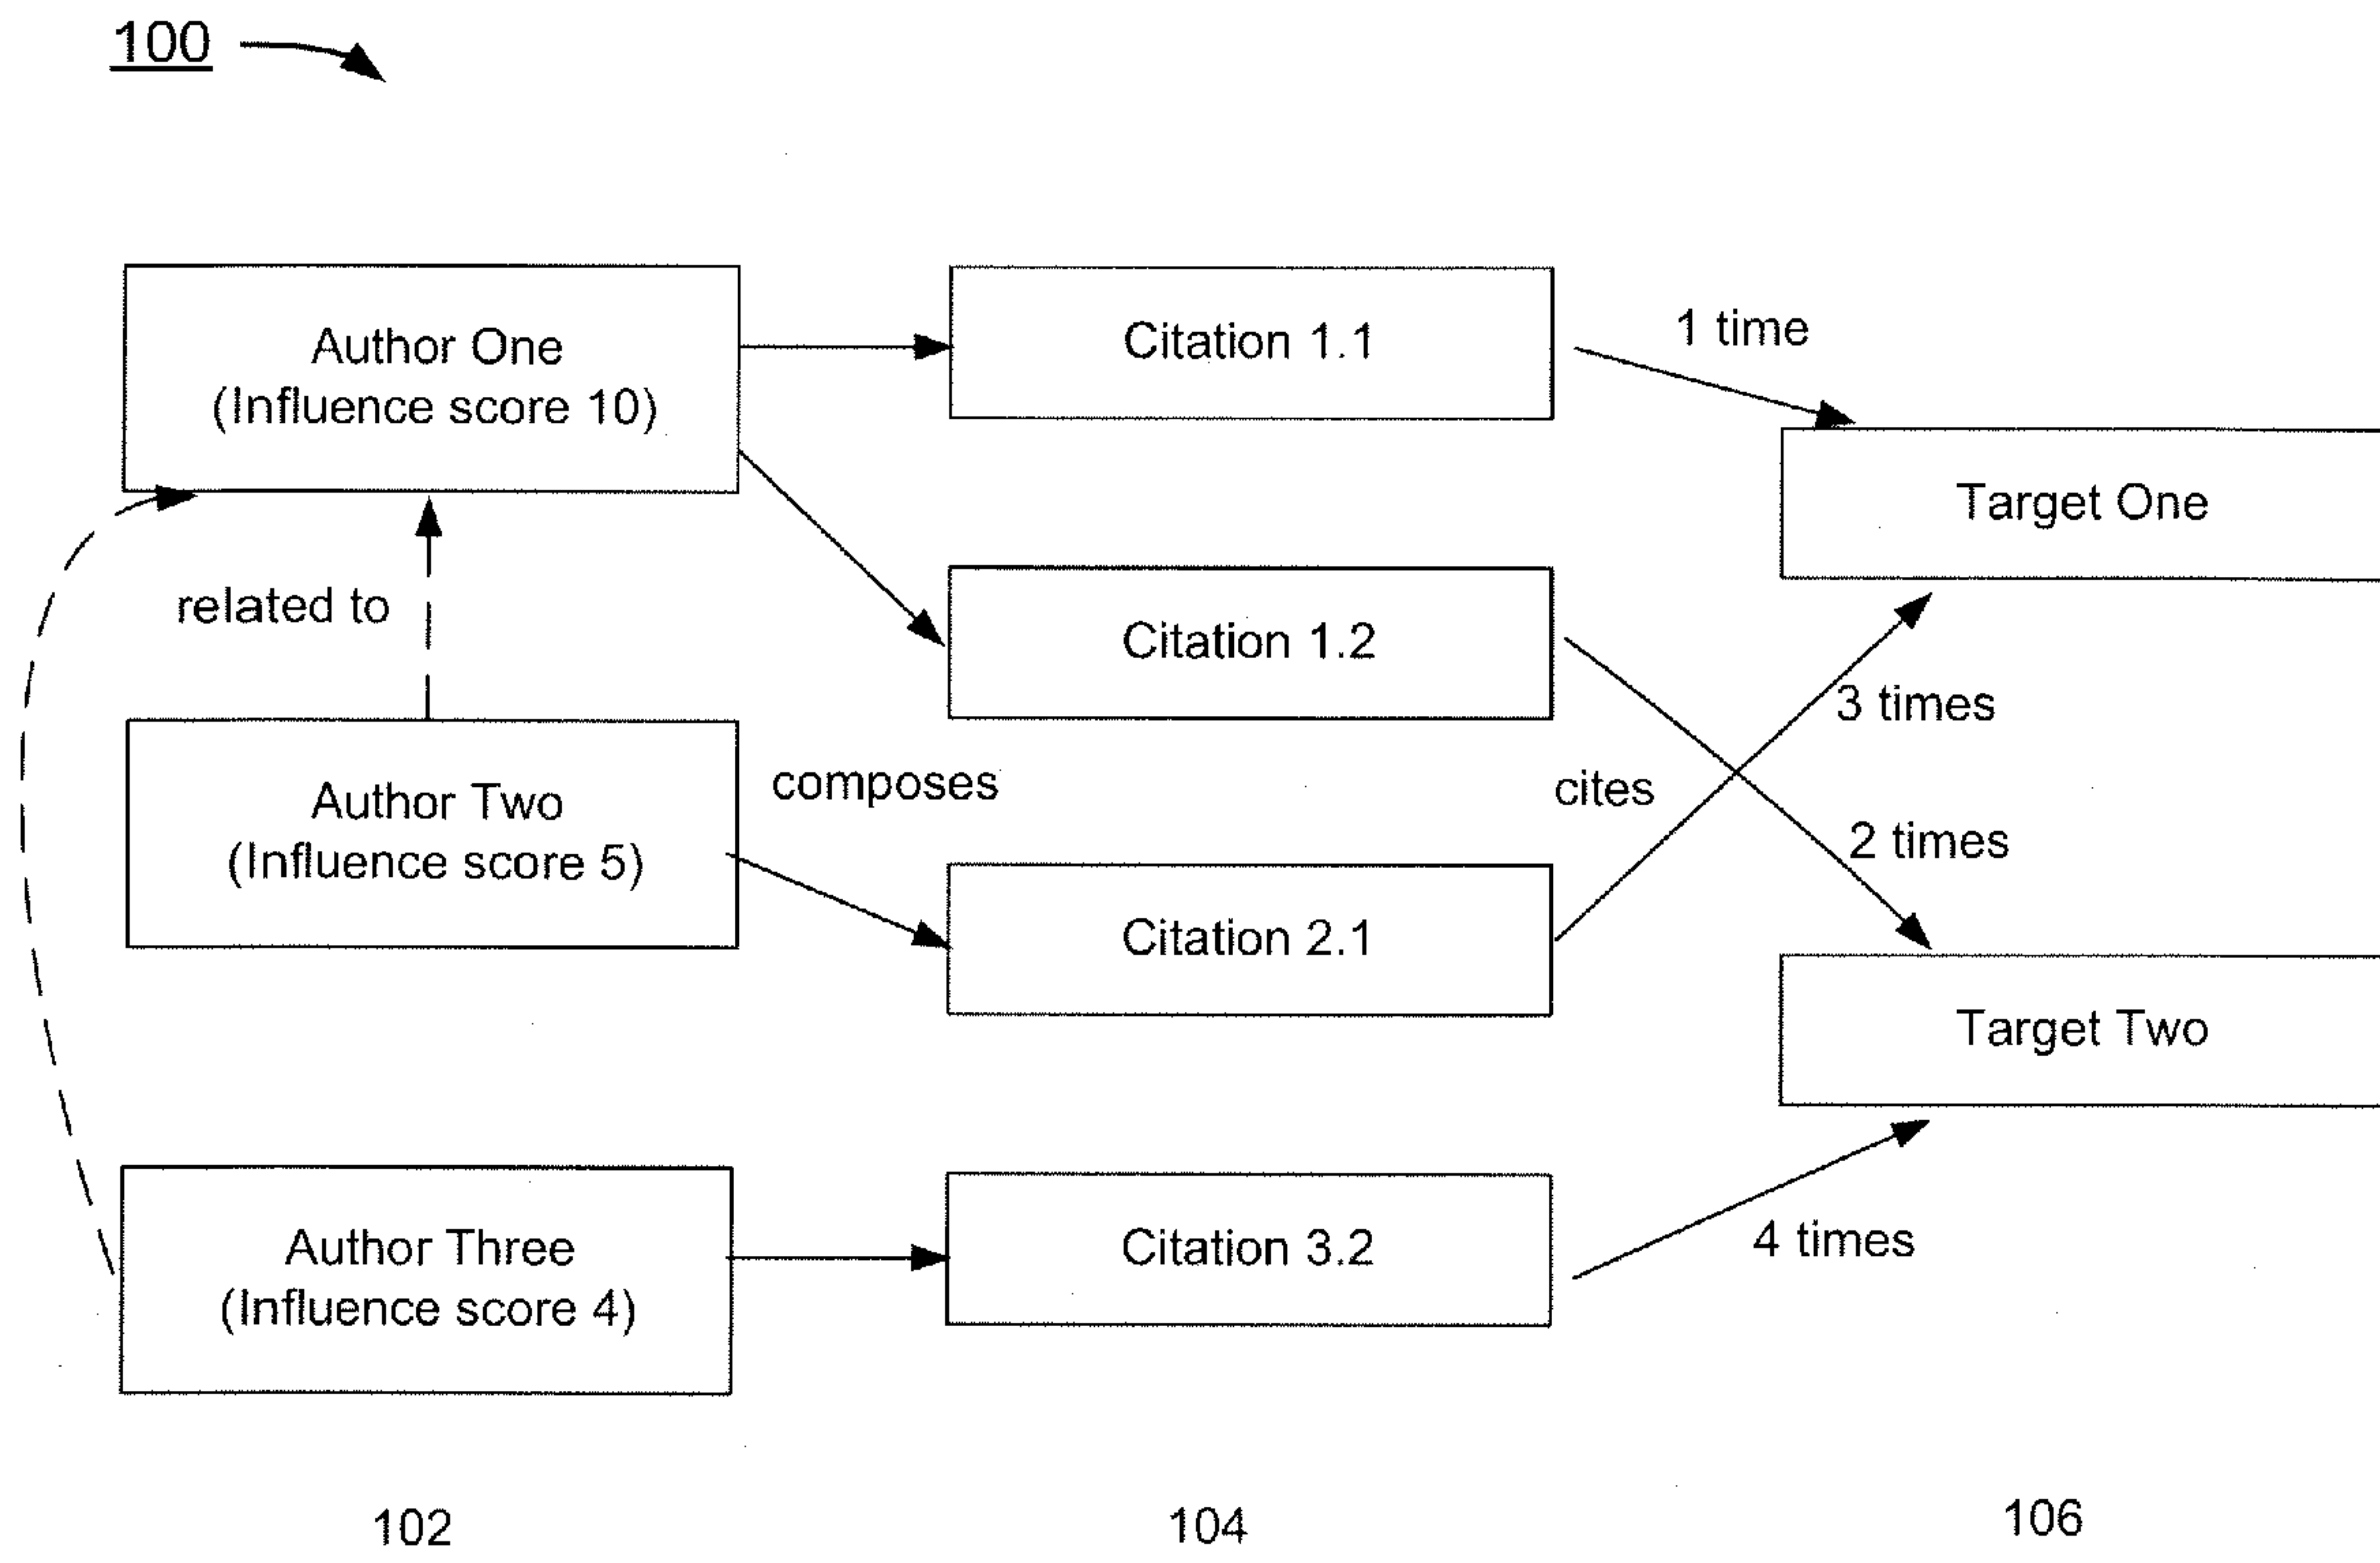 100
Author One
(Influence score 10)
Citation 1.1
1 time
Target One
related to
Citation 1.2
3 times
Author Two
(Influence score 5)
composes
cites
2 times
Citation 2.1
Target Two
Author Three
(Influence score 4)
Citation 3.2
4 times
102
104
106